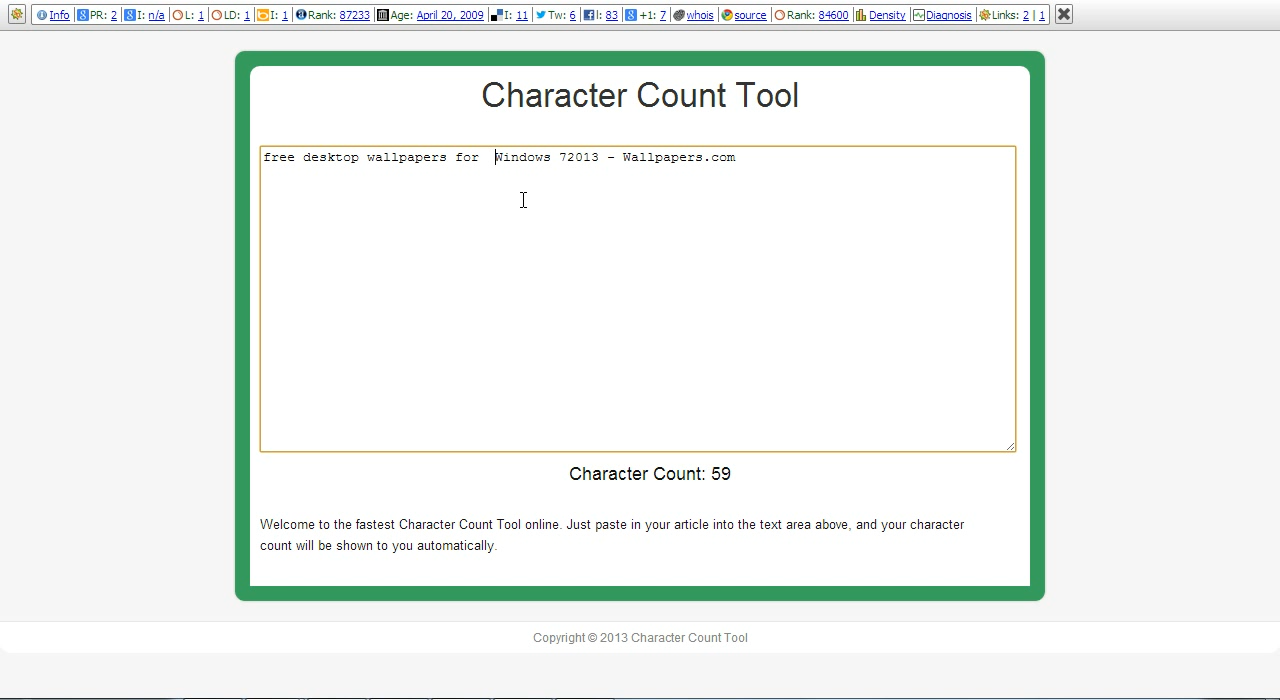 Info PR: 2 I: n/a L: 1 LD: 1 I: 1 Rank: 87233 Age: April 20, 2009 I: 11 Tw: 6 I: 83 +1: 7 whois source Rank: 84600 Density Diagnosis Links: 2 | 1
Character Count Tool
free desktop wallpapers for  Windows 72013 - Wallpapers.com
Character Count: 59
Welcome to the fastest Character Count Tool online. Just paste in your article into the text area above, and your character
count will be shown to you automatically.
Copyright © 2013 Character Count Tool